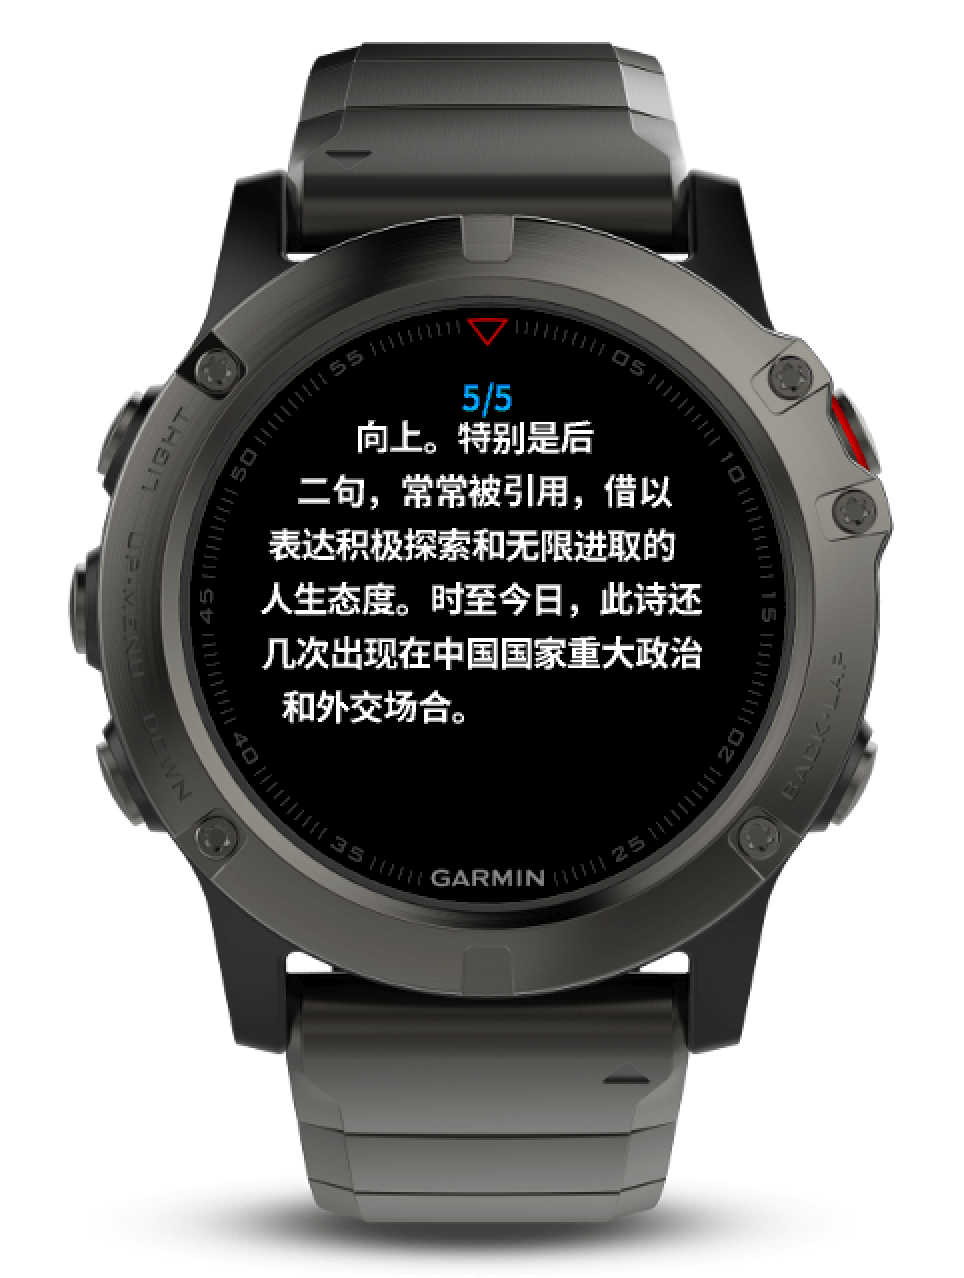 55
05
5/5
向上。特别是后
二句，常常被引用，借以
表达积极探索和无限进取的
人生态度。时至今日，此诗还
几次出现在中国国家重大政治
和外交场合。
LIGHT
50
10
UP·MENU
45
15
DOWN
40
20
BACK·LAP
35
25
GARMIN